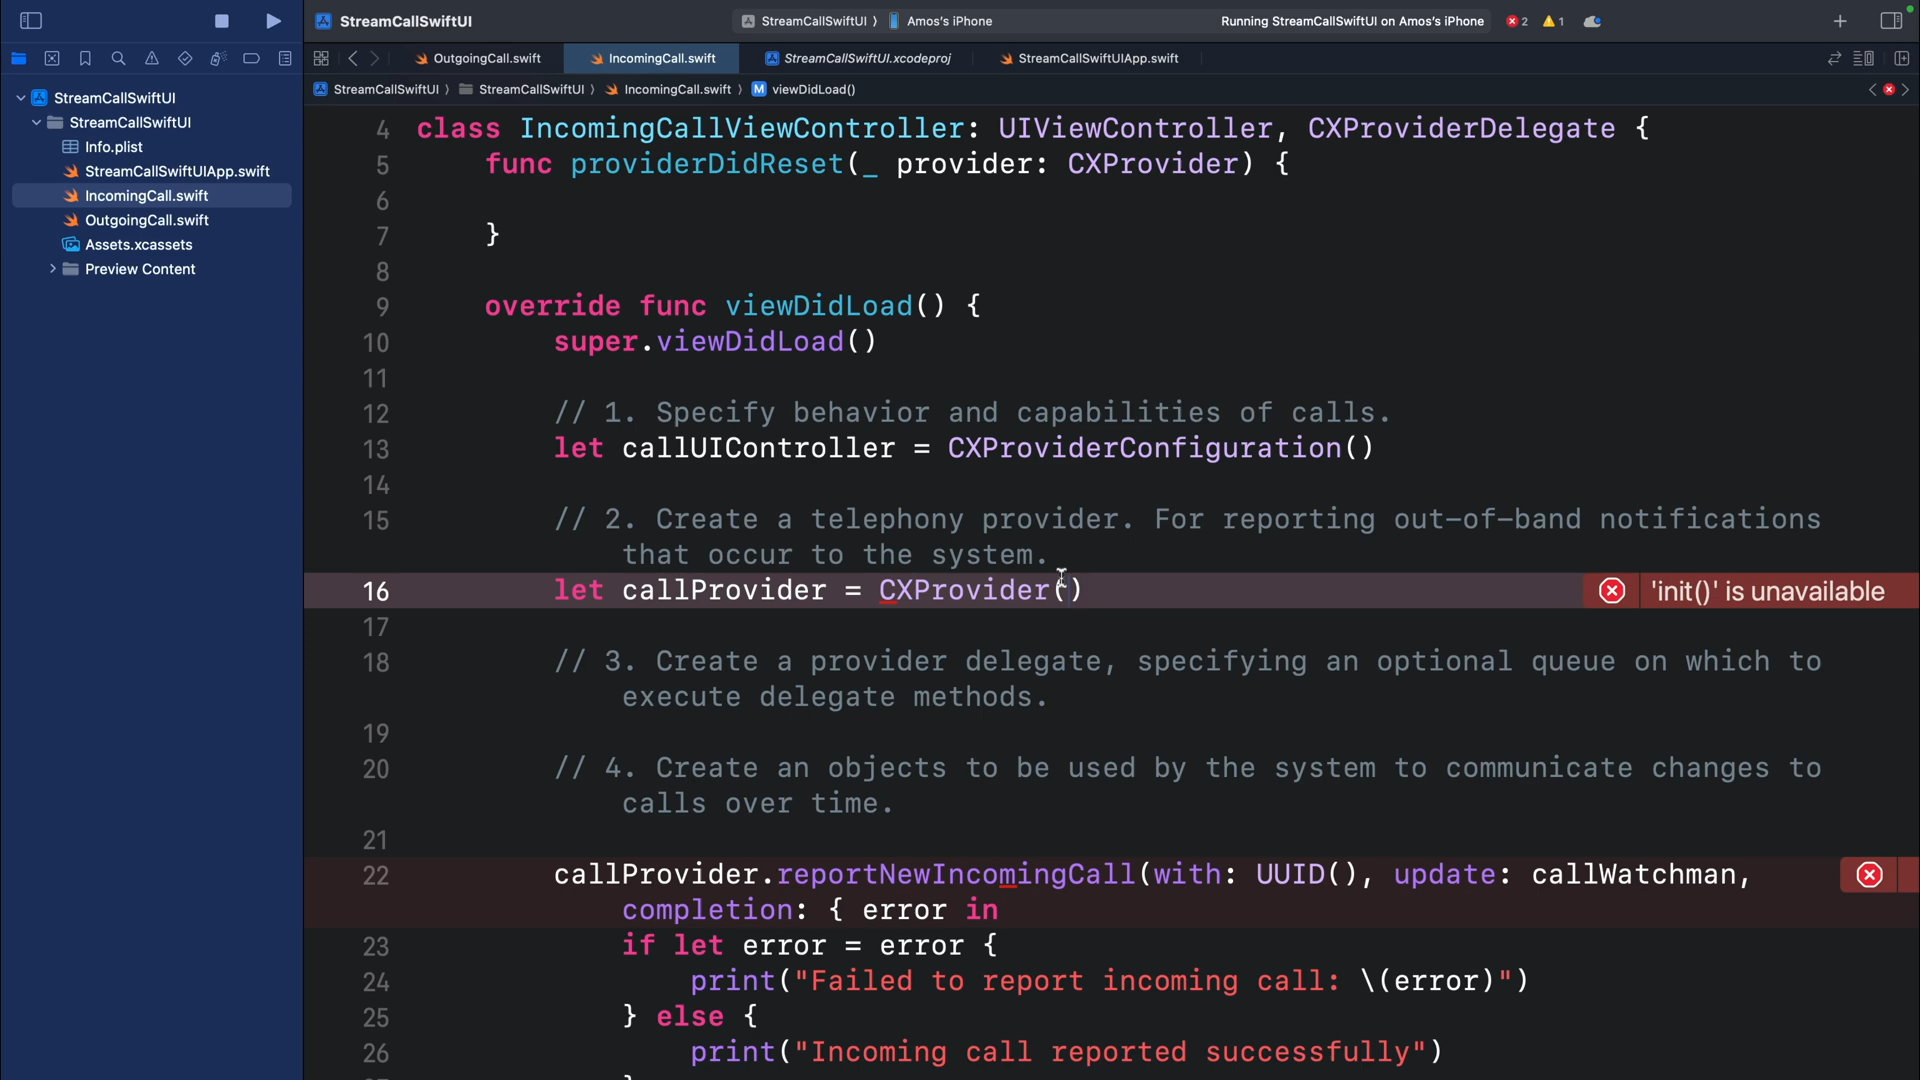 StreamCallSwiftUI
StreamCallSwiftUI 〉 Amos's iPhone
Running StreamCallSwiftUI on Amos's iPhone
2
1
OutgoingCall.swift
IncomingCall.swift
StreamCallSwiftUI.xcodeproj
StreamCallSwiftUIApp.swift
StreamCallSwiftUI 〉 StreamCallSwiftUI 〉 IncomingCall.swift 〉 M viewDidLoad()
StreamCallSwiftUI
StreamCallSwiftUI
Info.plist
StreamCallSwiftUIApp.swift
IncomingCall.swift
OutgoingCall.swift
Assets.xcassets
Preview Content
4 class IncomingCallViewController: UIViewController, CXProviderDelegate {
5 func providerDidReset(_ provider: CXProvider) {
6
7 }
8
9 override func viewDidLoad() {
10 super.viewDidLoad()
11
12 // 1. Specify behavior and capabilities of calls.
13 let callUIController = CXProviderConfiguration()
14
15 // 2. Create a telephony provider. For reporting out-of-band notifications
that occur to the system.
16 let callProvider = CXProvider() 'init()' is unavailable
17
18 // 3. Create a provider delegate, specifying an optional queue on which to
execute delegate methods.
19
20 // 4. Create an objects to be used by the system to communicate changes to
calls over time.
21
22 callProvider.reportNewIncomingCall(with: UUID(), update: callWatchman,
completion: { error in
23 if let error = error {
24 print("Failed to report incoming call: \(error)")
25 } else {
26 print("Incoming call reported successfully")